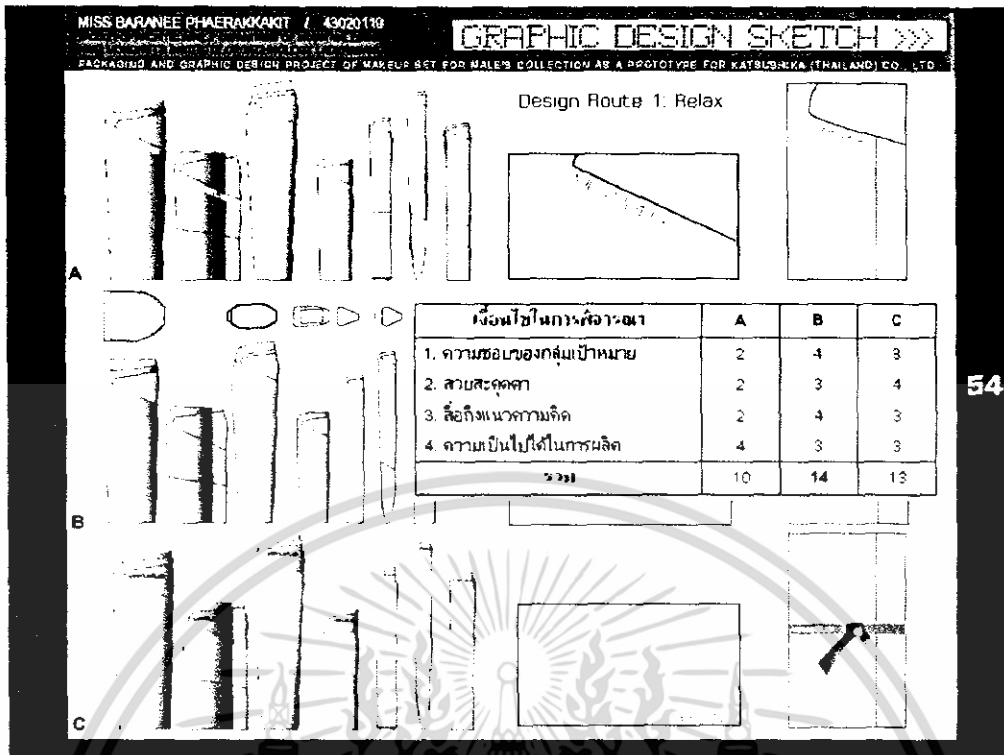 MISS BARANEE PHAERAKKAKIT / 43020110
GRAPHIC DESIGN SKETCH >>>
PACKAGING AND GRAPHIC DESIGN PROJECT OF MAKEUP SET FOR MALE'S COLLECTION AS A PROTOTYPE FOR KATSUSHIKA (THAILAND) CO., LTD
Design Route 1: Relax
A
เงื่อนไขในการพิจารณา A B C
1. ความชอบของกลุ่มเป้าหมาย 2 4 3
2. สวยสะดุดตา 2 3 4
3. สื่อถึงแนวความคิด 2 4 3
4. ความเป็นไปได้ในการผลิต 4 3 3
รวม 10 14 13
54
B
C